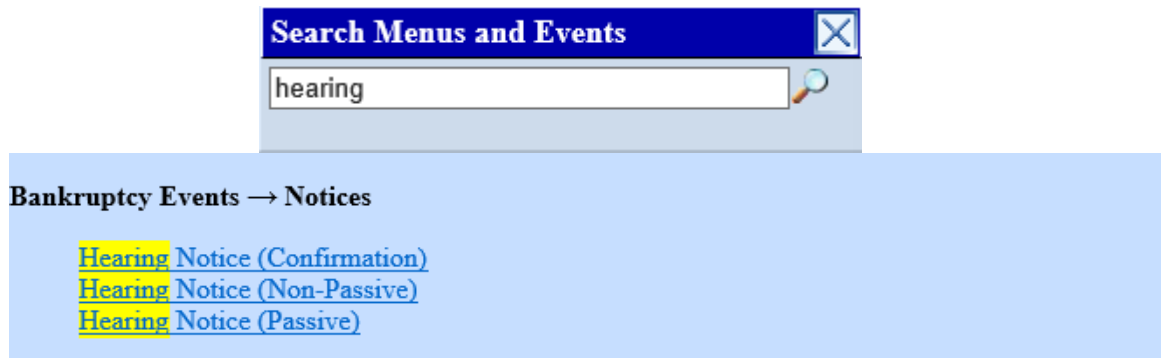 Search Menus and Events
hearing
Bankruptcy Events → Notices
Hearing Notice (Confirmation)
Hearing Notice (Non-Passive)
Hearing Notice (Passive)